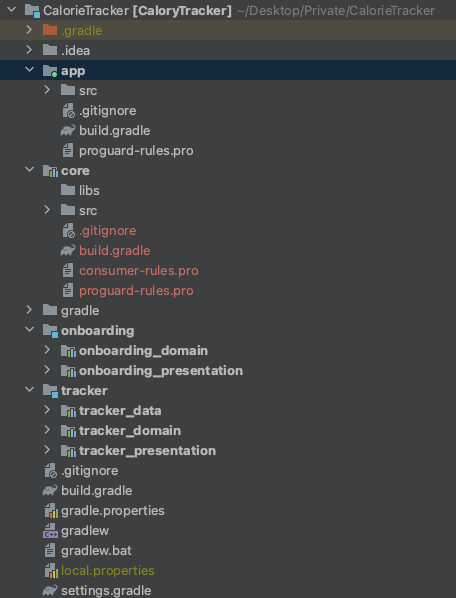 CalorieTracker [CaloryTracker] ~/Desktop/Private/CalorieTracker
.gradle
.idea
app
src
.gitignore
build.gradle
proguard-rules.pro
core
libs
src
.gitignore
build.gradle
consumer-rules.pro
proguard-rules.pro
gradle
onboarding
onboarding_domain
onboarding_presentation
tracker
tracker_data
tracker_domain
tracker_presentation
.gitignore
build.gradle
gradle.properties
gradlew
gradlew.bat
local.properties
settings.gradle